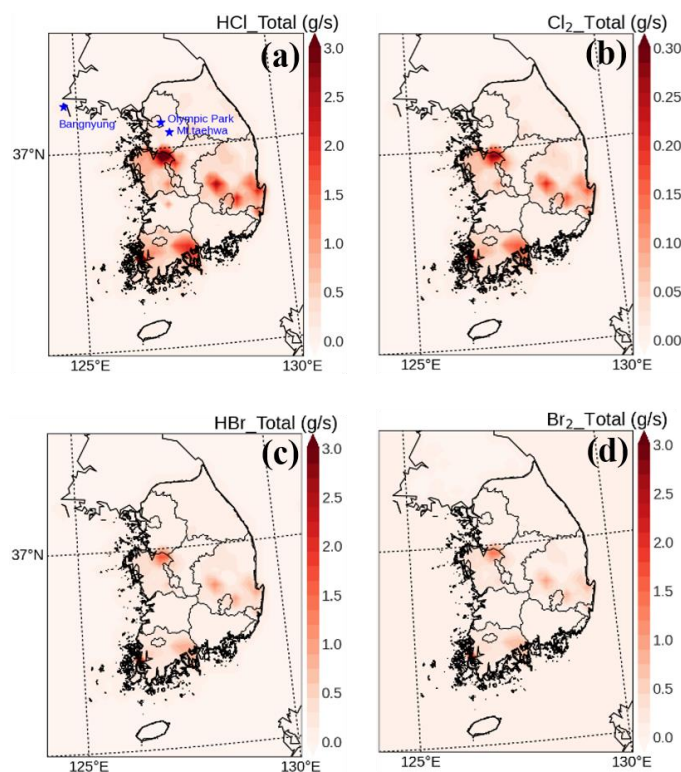 HCl_Total (g/s)
(a)
3.0
2.5
2.0
1.5
1.0
0.5
0.0
Bangnyung
Olympic Park
Mt.taehwa
37°N
125°E
130°E
Cl₂_Total (g/s)
(b)
0.30
0.25
0.20
0.15
0.10
0.05
0.00
125°E
130°E
HBr_Total (g/s)
(c)
3.0
2.5
2.0
1.5
1.0
0.5
0.0
37°N
125°E
130°E
Br₂_Total (g/s)
(d)
3.0
2.5
2.0
1.5
1.0
0.5
0.0
125°E
130°E